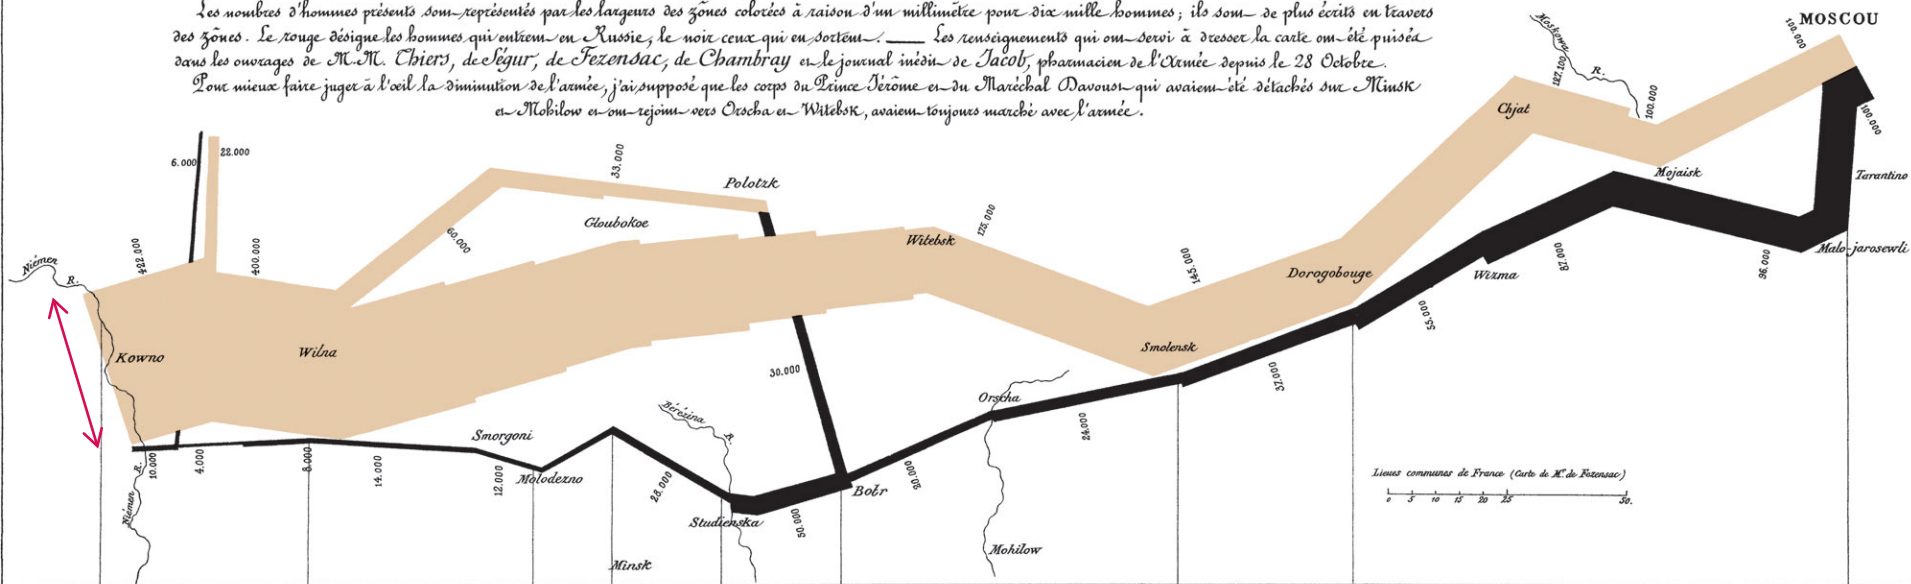 Les nombres d'hommes présents sont représentés par les largeurs des zônes colorées à raison d'un millimètre pour dix mille hommes; ils sont de plus écrits en travers
des zônes. Le rouge désigne les hommes qui entrent en Russie, le noir ceux qui en sortent. ___ Les renseignements qui ont servi à dresser la carte ont été puisés
dans les ouvrages de M.M. Thiers, de Ségur, de Fezensac, de Chambray et le journal inédit de Jacob, pharmacien de l'Armée depuis le 28 Octobre.
Pour mieux faire juger à l'œil la diminution de l'armée, j'ai supposé que les corps du Prince Jérôme et du Maréchal Davoust qui avaient été détachés sur Minsk
et Mohilow et ont rejoint vers Orscha et Witebsk, avaient toujours marché avec l'armée.
MOSCOU
100.000
Moskowa
R.
127.100
100.000
Chjat
Mojaisk
100.000
Tarantino
Malo-jarosewli
6.000
22.000
33.000
Polotzk
Gloubokoe
60.000
Witebsk
175.000
422.000
400.000
Niémen
R.
Kowno
Wilna
145.000
Dorogobouge
Wizma
87.000
96.000
55.000
Smolensk
37.000
30.000
Orscha
24.000
Bérézina
R.
Smorgoni
Molodezno
10.000
4.000
8.000
14.000
12.000
28.000
20.000
Bobr
Studienska
50.000
R.
Niémen
Minsk
Mohilow
Lieues communes de France (Carte de M. de Fezensac)
0 5 10 15 20 25 50.